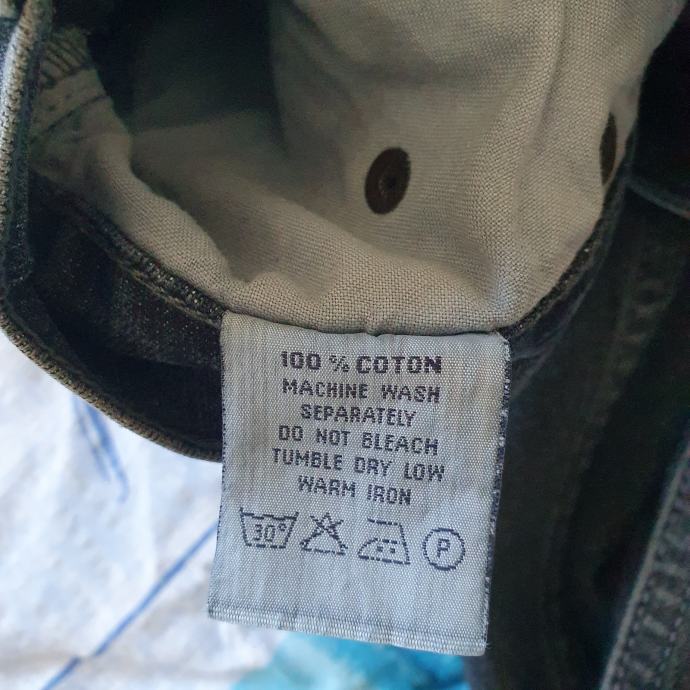 100 % COTON
MACHINE WASH
SEPARATELY
DO NOT BLEACH
TUMBLE DRY LOW
WARM IRON
30° P